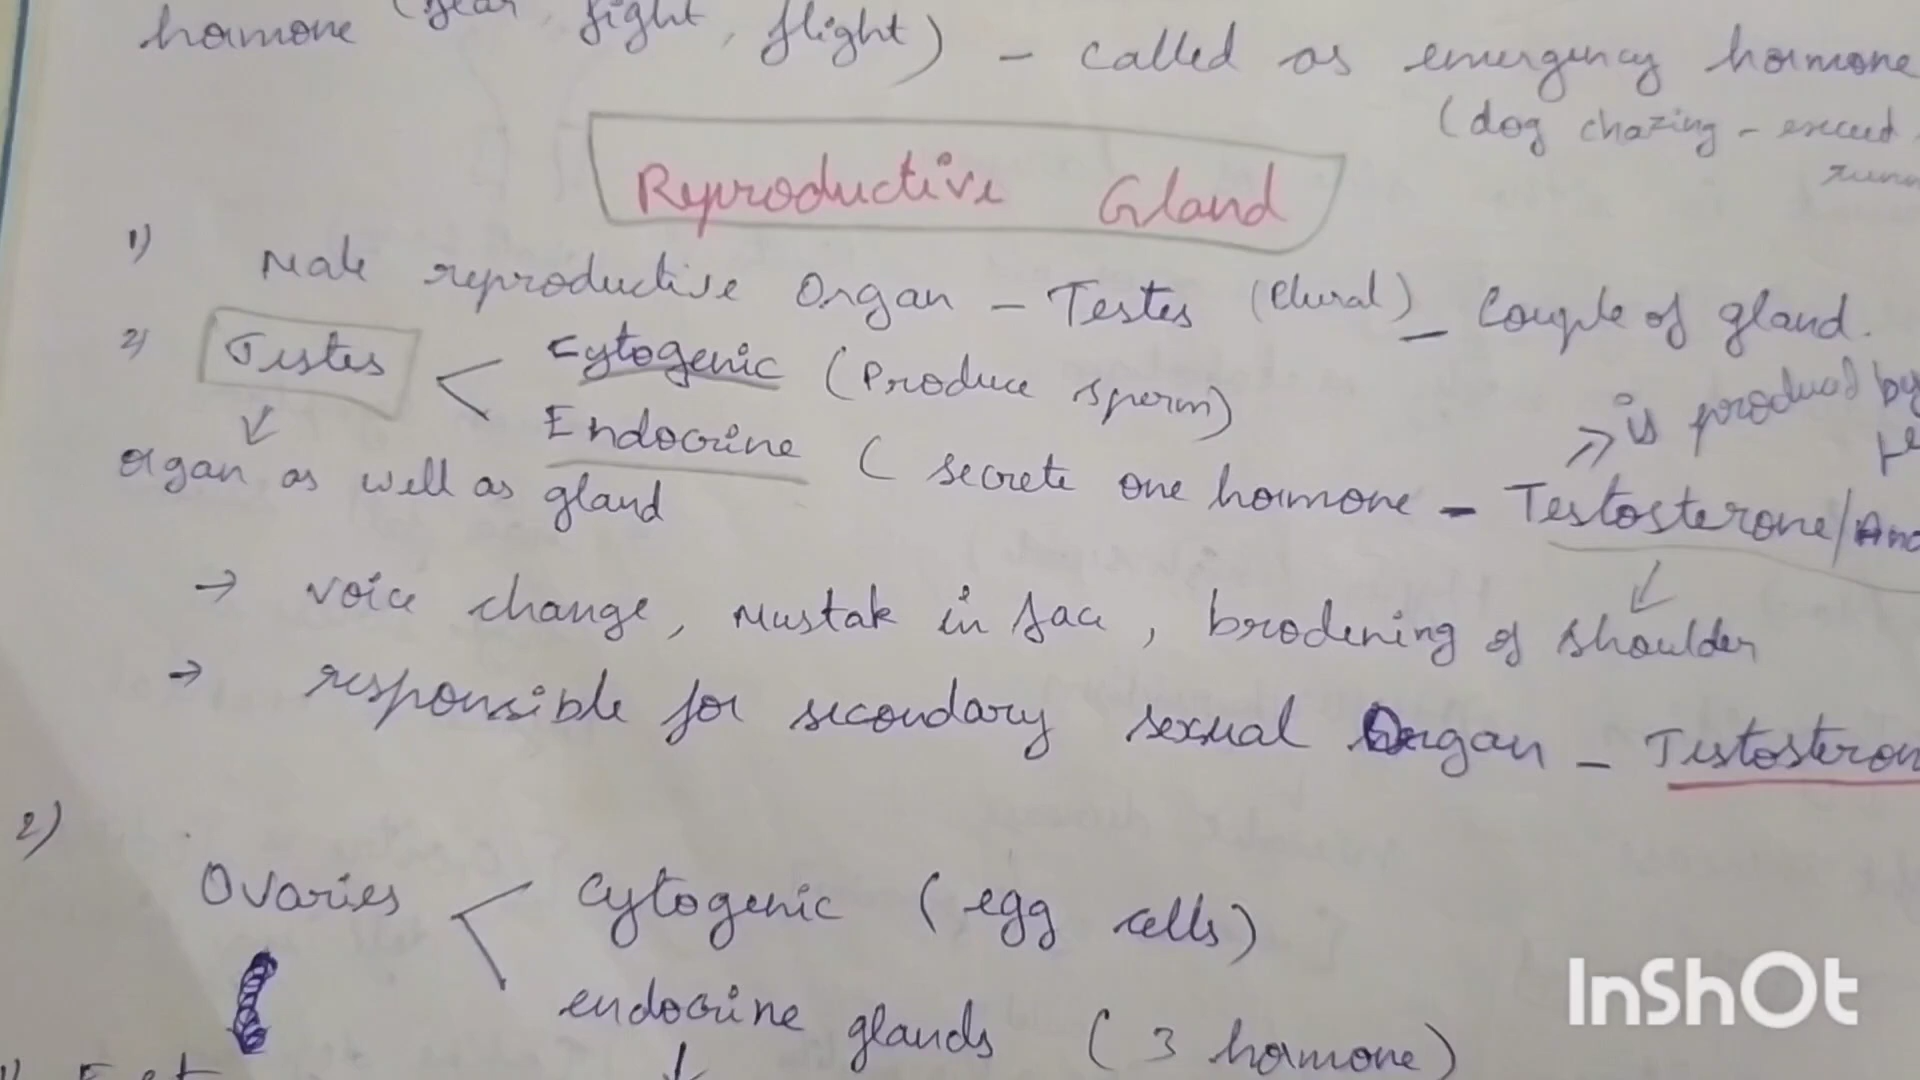 hormone (fear, fight, flight) - called as emergency hormone
(dog chazing - exceed
Reproductive Gland
1) Male reproductive Organ - Testes (Plural) - Couple of gland.
2) Testes < Cytogenic (Produce sperm)
Endocrine ( secrete one hormone - Testosterone/
is produced by
organ as well as gland
→ voice change, Mustak in face, brodening of shoulder
→ responsible for secondary sexual Organ - Testosteron
2)
Ovaries < Cytogenic (egg cells)
endocrine glands (3 hormone)
InShOt